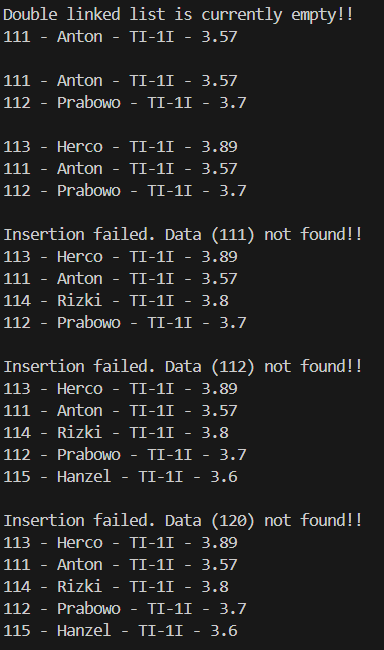 Double linked list is currently empty!!
111 - Anton - TI-1I - 3.57

111 - Anton - TI-1I - 3.57
112 - Prabowo - TI-1I - 3.7

113 - Herco - TI-1I - 3.89
111 - Anton - TI-1I - 3.57
112 - Prabowo - TI-1I - 3.7

Insertion failed. Data (111) not found!!
113 - Herco - TI-1I - 3.89
111 - Anton - TI-1I - 3.57
114 - Rizki - TI-1I - 3.8
112 - Prabowo - TI-1I - 3.7

Insertion failed. Data (112) not found!!
113 - Herco - TI-1I - 3.89
111 - Anton - TI-1I - 3.57
114 - Rizki - TI-1I - 3.8
112 - Prabowo - TI-1I - 3.7
115 - Hanzel - TI-1I - 3.6

Insertion failed. Data (120) not found!!
113 - Herco - TI-1I - 3.89
111 - Anton - TI-1I - 3.57
114 - Rizki - TI-1I - 3.8
112 - Prabowo - TI-1I - 3.7
115 - Hanzel - TI-1I - 3.6